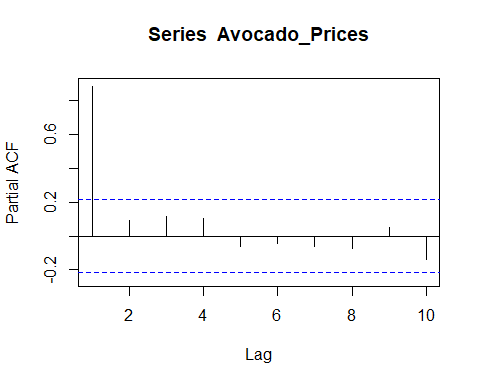 Series Avocado_Prices
Partial ACF
0.6
0.2
-0.2
2 4 6 8 10
Lag